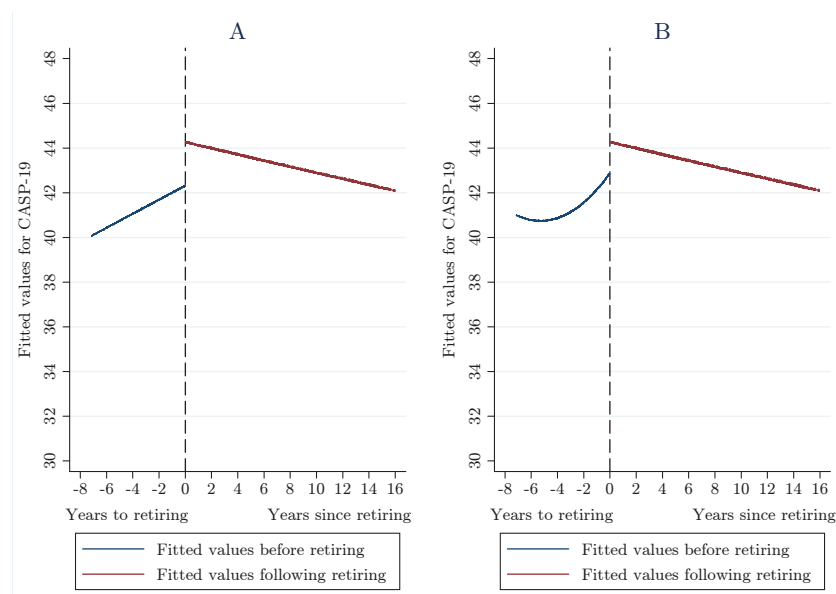 A
Fitted values for CASP-19
48
46
44
42
40
38
36
34
32
30
-8 -6 -4 -2 0 2 4 6 8 10 12 14 16
Years to retiring Years since retiring
Fitted values before retiring
Fitted values following retiring
B
Fitted values for CASP-19
48
46
44
42
40
38
36
34
32
30
-8 -6 -4 -2 0 2 4 6 8 10 12 14 16
Years to retiring Years since retiring
Fitted values before retiring
Fitted values following retiring